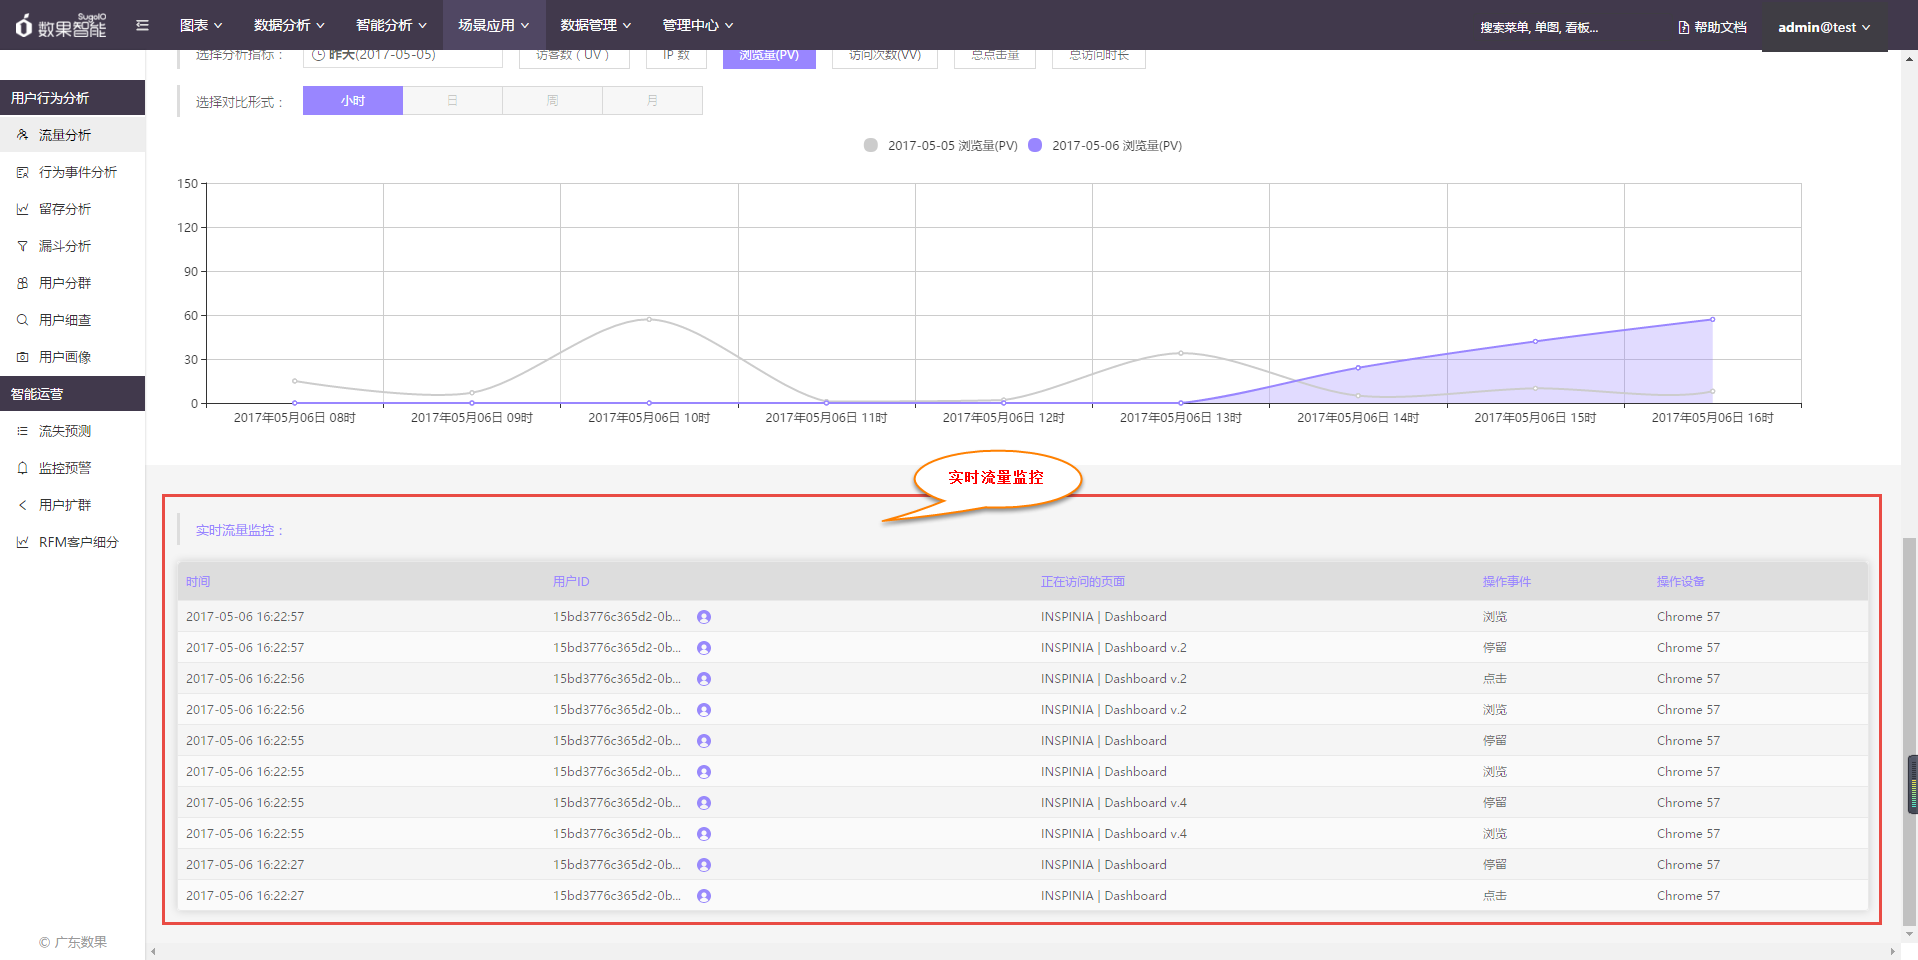 SugoIO
数果智能
图表
数据分析
智能分析
场景应用
数据管理
管理中心
搜索菜单, 单图, 看板...
帮助文档
admin@test
选择分析指标：
昨天(2017-05-05)
访客数（UV）
IP 数
浏览量(PV)
访问次数(VV)
总点击量
总访问时长
选择对比形式：
小时
日
周
月
用户行为分析
流量分析
行为事件分析
留存分析
漏斗分析
用户分群
用户细查
用户画像
智能运营
流失预测
监控预警
用户扩群
RFM客户细分
© 广东数果
2017-05-05 浏览量(PV)
2017-05-06 浏览量(PV)
150
120
90
60
30
0
2017年05月06日 08时
2017年05月06日 09时
2017年05月06日 10时
2017年05月06日 11时
2017年05月06日 12时
2017年05月06日 13时
2017年05月06日 14时
2017年05月06日 15时
2017年05月06日 16时
实时流量监控
实时流量监控：
时间 用户ID 正在访问的页面 操作事件 操作设备
2017-05-06 16:22:57 15bd3776c365d2-0b... INSPINIA | Dashboard 浏览 Chrome 57
2017-05-06 16:22:57 15bd3776c365d2-0b... INSPINIA | Dashboard v.2 停留 Chrome 57
2017-05-06 16:22:56 15bd3776c365d2-0b... INSPINIA | Dashboard v.2 点击 Chrome 57
2017-05-06 16:22:56 15bd3776c365d2-0b... INSPINIA | Dashboard v.2 浏览 Chrome 57
2017-05-06 16:22:55 15bd3776c365d2-0b... INSPINIA | Dashboard 停留 Chrome 57
2017-05-06 16:22:55 15bd3776c365d2-0b... INSPINIA | Dashboard 浏览 Chrome 57
2017-05-06 16:22:55 15bd3776c365d2-0b... INSPINIA | Dashboard v.4 停留 Chrome 57
2017-05-06 16:22:55 15bd3776c365d2-0b... INSPINIA | Dashboard v.4 浏览 Chrome 57
2017-05-06 16:22:27 15bd3776c365d2-0b... INSPINIA | Dashboard 停留 Chrome 57
2017-05-06 16:22:27 15bd3776c365d2-0b... INSPINIA | Dashboard 点击 Chrome 57